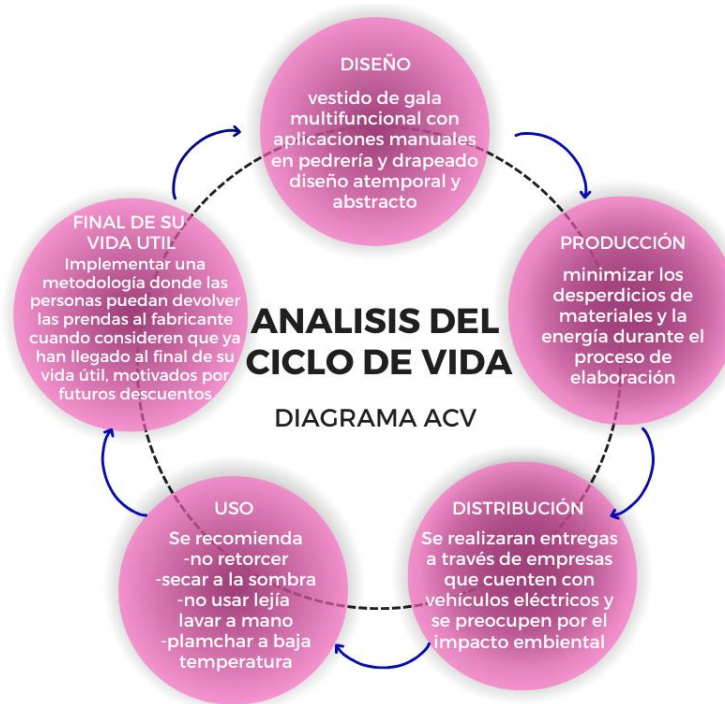 DISEÑO
vestido de gala
multifuncional con
aplicaciones manuales
en pedrería y drapeado
diseño atemporal y
abstracto
PRODUCCIÓN
minimizar los
desperdicios de
materiales y la
energía durante el
proceso de
elaboración
DISTRIBUCIÓN
Se realizaran entregas
a través de empresas
que cuenten con
vehículos eléctricos y
se preocupen por el
impacto embiental
USO
Se recomienda
-no retorcer
-secar a la sombra
-no usar lejía
lavar a mano
-plamchar a baja
temperatura
FINAL DE SU
VIDA UTIL
Implementar una
metodología donde las
personas puedan devolver
las prendas al fabricante
cuando consideren que ya
han llegado al final de su
vida útil, motivados por
futuros descuentos
ANALISIS DEL
CICLO DE VIDA
DIAGRAMA ACV